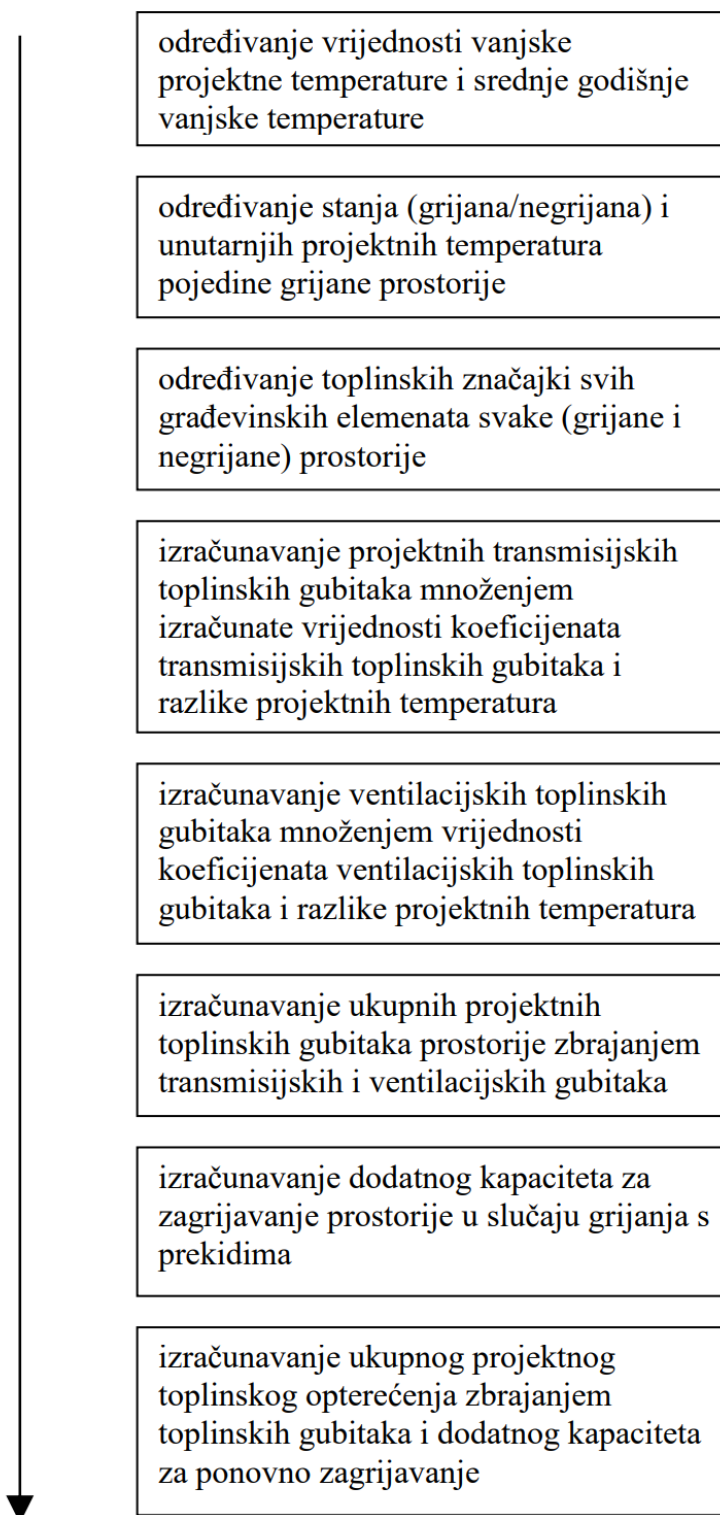 određivanje vrijednosti vanjske
projektne temperature i srednje godišnje
vanjske temperature
određivanje stanja (grijana/negrijana) i
unutarnjih projektnih temperatura
pojedine grijane prostorije
određivanje toplinskih značajki svih
građevinskih elemenata svake (grijane i
negrijane) prostorije
izračunavanje projektnih transmisijskih
toplinskih gubitaka množenjem
izračunate vrijednosti koeficijenata
transmisijskih toplinskih gubitaka i
razlike projektnih temperatura
izračunavanje ventilacijskih toplinskih
gubitaka množenjem vrijednosti
koeficijenata ventilacijskih toplinskih
gubitaka i razlike projektnih temperatura
izračunavanje ukupnih projektnih
toplinskih gubitaka prostorije zbrajanjem
transmisijskih i ventilacijskih gubitaka
izračunavanje dodatnog kapaciteta za
zagrijavanje prostorije u slučaju grijanja s
prekidima
izračunavanje ukupnog projektnog
toplinskog opterećenja zbrajanjem
toplinskih gubitaka i dodatnog kapaciteta
za ponovno zagrijavanje